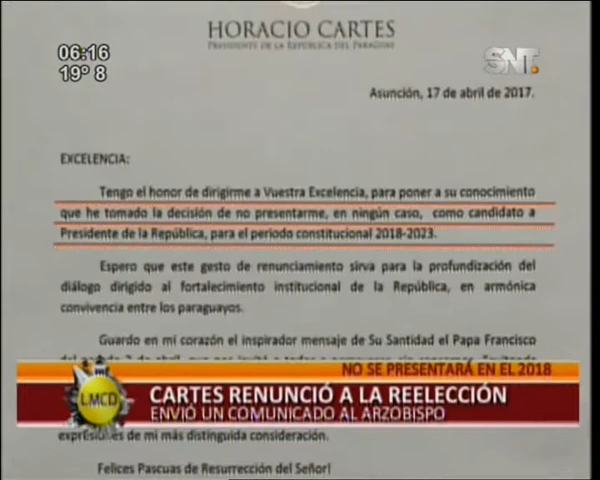 HORACIO CARTES
PRESIDENTE DE LA REPÚBLICA DEL PARAGUAY
06:16
19° 8
SNT.
Asunción, 17 de abril de 2017.
EXCELENCIA:
Tengo el honor de dirigirme a Vuestra Excelencia, para poner a su conocimiento
que he tomado la decisión de no presentarme, en ningún caso, como candidato a
Presidente de la República, para el periodo constitucional 2018-2023.
Espero que este gesto de renunciamiento sirva para la profundización del
diálogo dirigido al fortalecimiento institucional de la República, en armónica
convivencia entre los paraguayos.
Guardo en mi corazón el inspirador mensaje de Su Santidad el Papa Francisco
NO SE PRESENTARÁ EN EL 2018
LMCD
CARTES RENUNCIÓ A LA REELECCIÓN
ENVIÓ UN COMUNICADO AL ARZOBISPO
expresiones de mi más distinguida consideración.
Felices Pascuas de Resurrección del Señor!